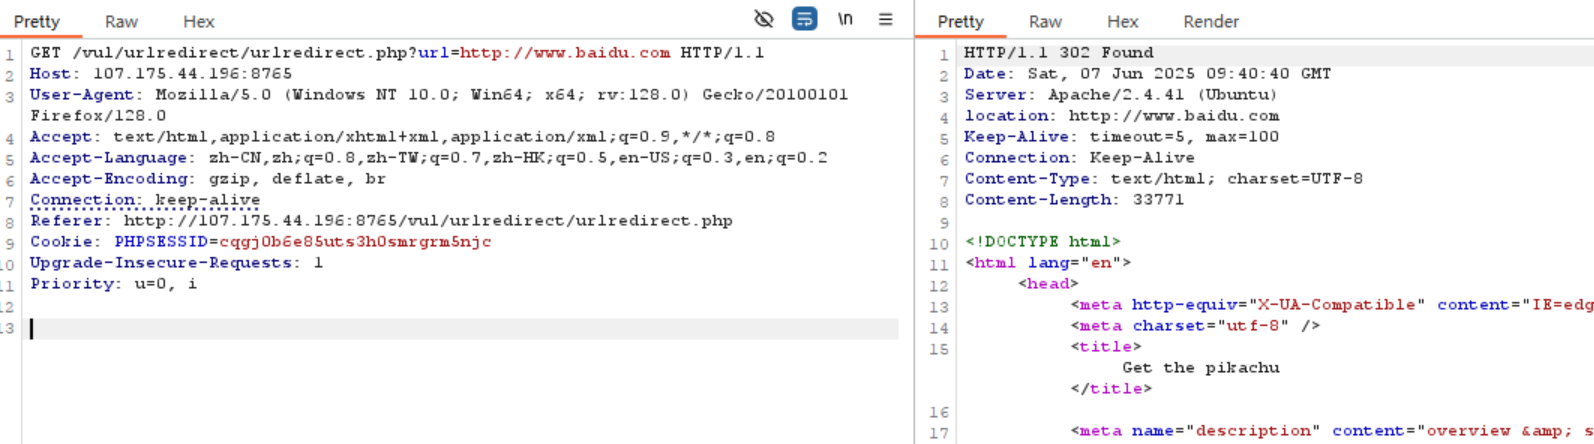 Pretty Raw Hex \n
1 GET /vul/urlredirect/urlredirect.php?url=http://www.baidu.com HTTP/1.1
2 Host: 107.175.44.196:8765
3 User-Agent: Mozilla/5.0 (Windows NT 10.0; Win64; x64; rv:128.0) Gecko/20100101
Firefox/128.0
4 Accept: text/html,application/xhtml+xml,application/xml;q=0.9,*/*;q=0.8
5 Accept-Language: zh-CN,zh;q=0.8,zh-TW;q=0.7,zh-HK;q=0.5,en-US;q=0.3,en;q=0.2
6 Accept-Encoding: gzip, deflate, br
7 Connection: keep-alive
8 Referer: http://107.175.44.196:8765/vul/urlredirect/urlredirect.php
9 Cookie: PHPSESSID=cqgj0b6e85uts3h0smrgrm5njc
10 Upgrade-Insecure-Requests: 1
11 Priority: u=0, i
12
13
Pretty Raw Hex Render
1 HTTP/1.1 302 Found
2 Date: Sat, 07 Jun 2025 09:40:40 GMT
3 Server: Apache/2.4.41 (Ubuntu)
4 location: http://www.baidu.com
5 Keep-Alive: timeout=5, max=100
6 Connection: Keep-Alive
7 Content-Type: text/html; charset=UTF-8
8 Content-Length: 33771
9
10 <!DOCTYPE html>
11 <html lang="en">
12 <head>
13 <meta http-equiv="X-UA-Compatible" content="IE=edg
14 <meta charset="utf-8" />
15 <title>
Get the pikachu
</title>
16
17 <meta name="description" content="overview &amp; s